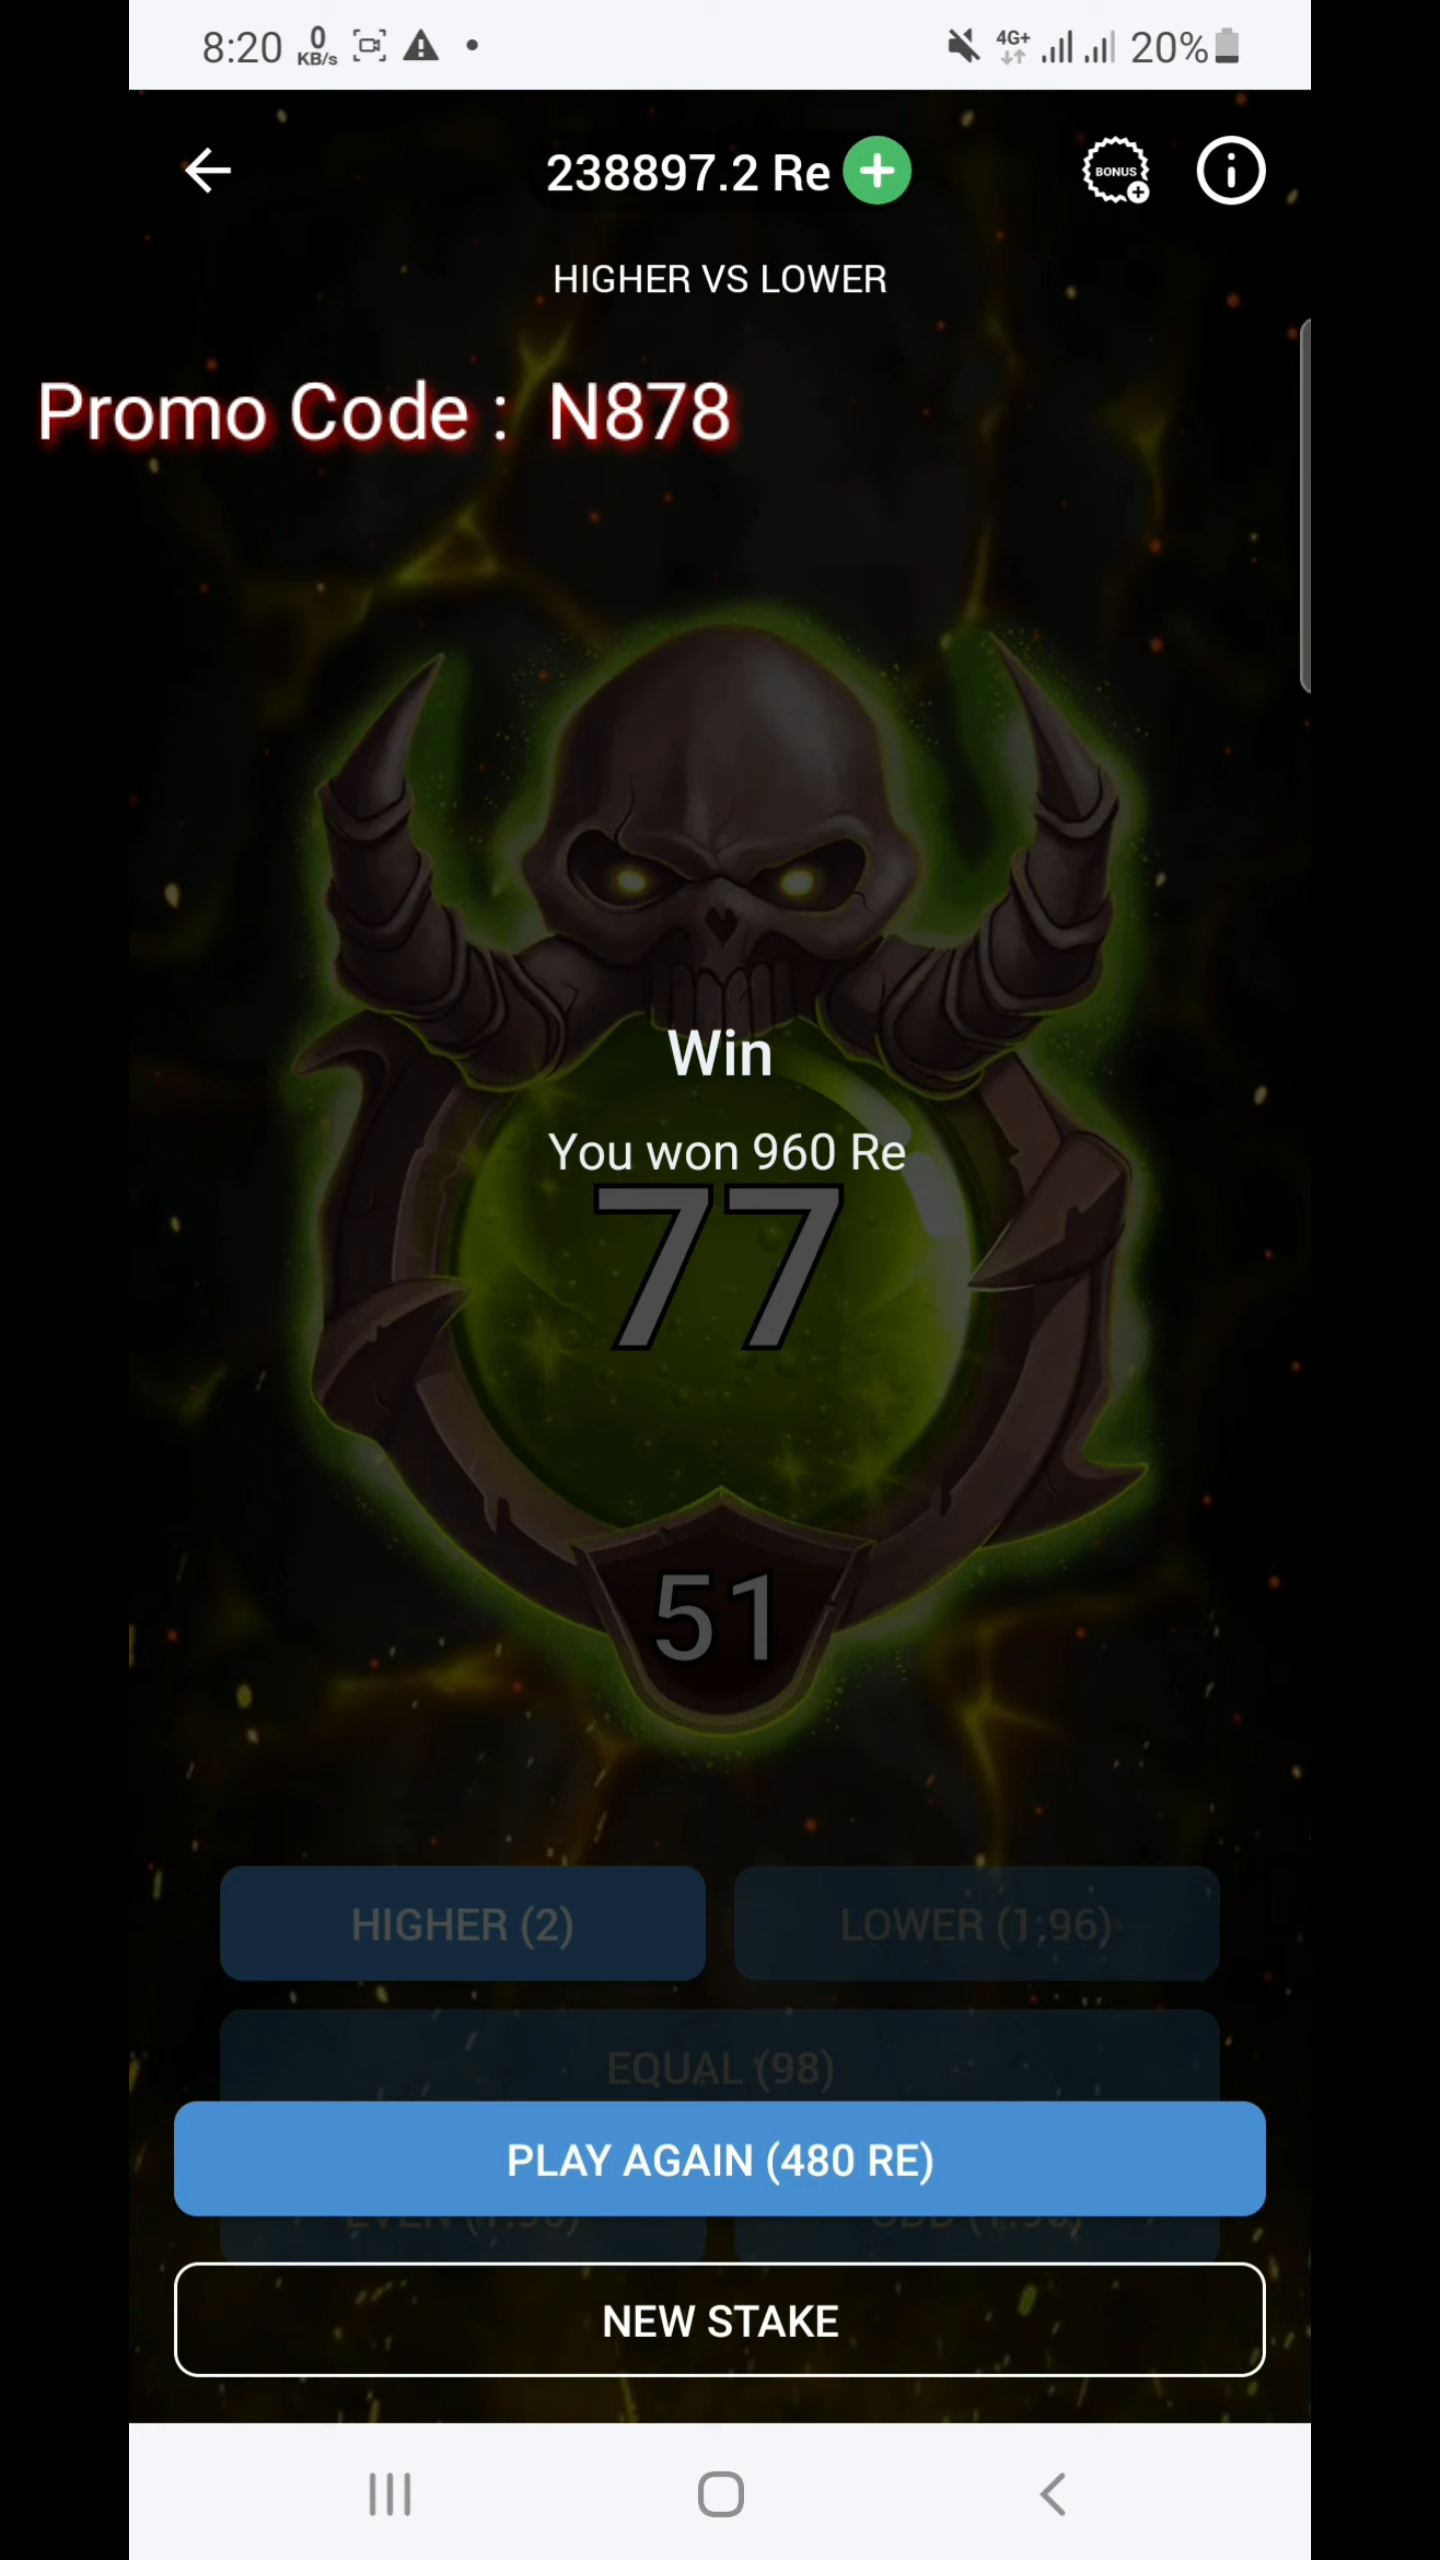 8:20 0 KB/s 4G+ 20%
238897.2 Re
BONUS
HIGHER VS LOWER
Promo Code : N878
Win
You won 960 Re
77
51
HIGHER (2) LOWER (1.96)
EQUAL (98)
PLAY AGAIN (480 RE)
NEW STAKE